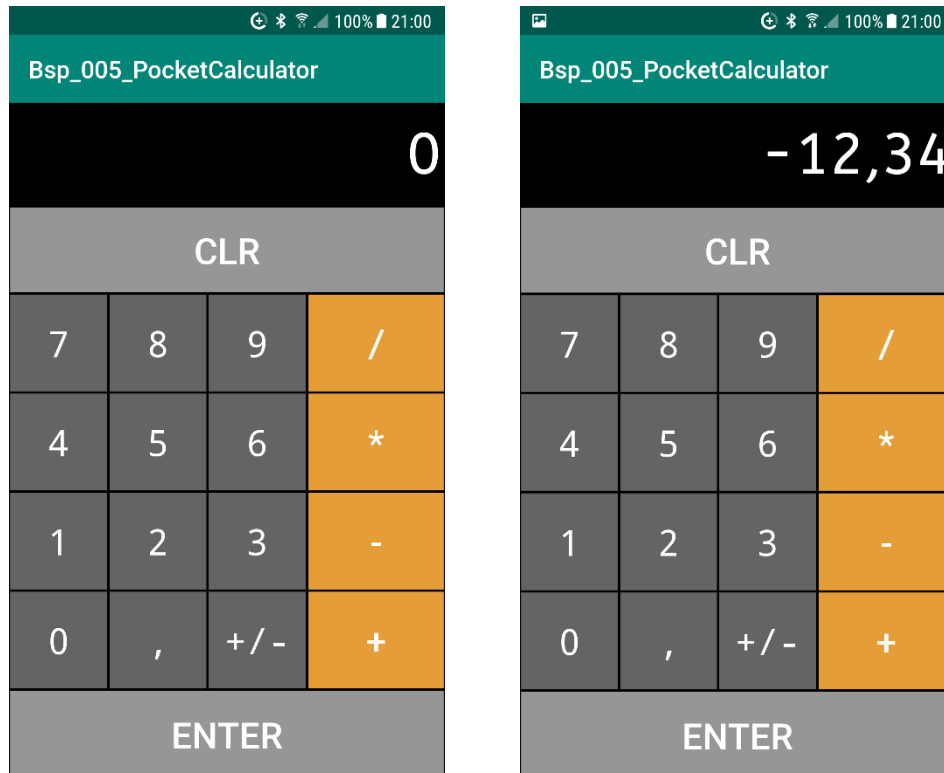 100% 21:00
Bsp_005_PocketCalculator
0
CLR
7 8 9 /
4 5 6 *
1 2 3 -
0 , +/- +
ENTER
100% 21:00
Bsp_005_PocketCalculator
-12,34
CLR
7 8 9 /
4 5 6 *
1 2 3 -
0 , +/- +
ENTER